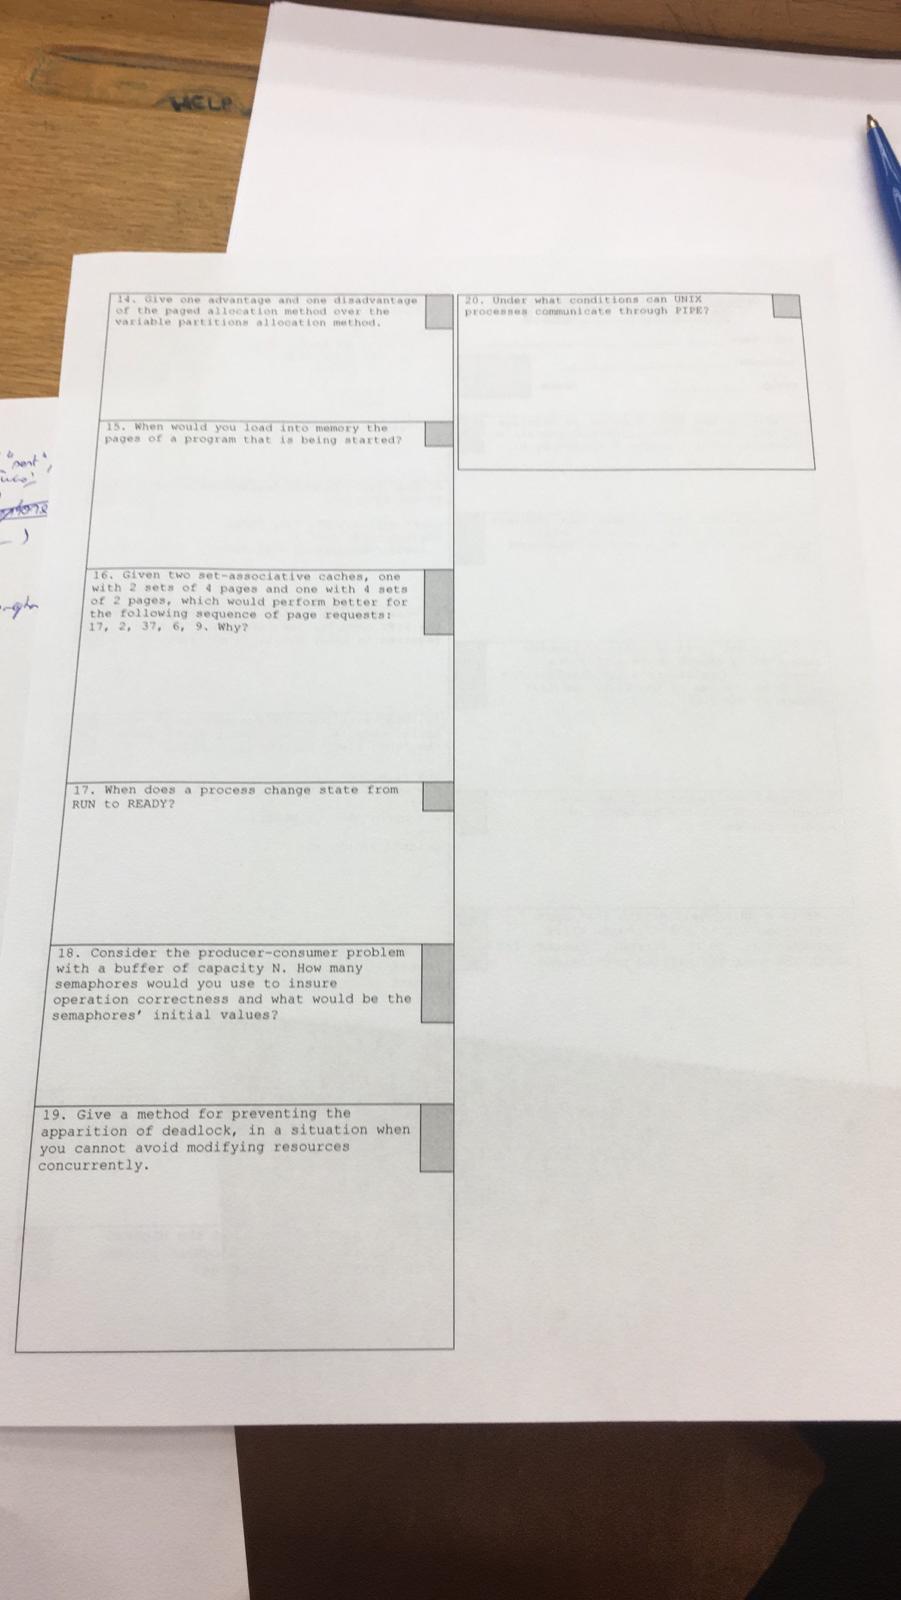 HELP
14. Give one advantage and one disadvantage
of the paged allocation method over the
variable partitions allocation method.
15. When would you load into memory the
pages of a program that is being started?
16. Given two set-associative caches, one
with 2 sets of 4 pages and one with 4 sets
of 2 pages, which would perform better for
the following sequence of page requests:
17, 2, 37, 6, 9. Why?
17. When does a process change state from
RUN to READY?
18. Consider the producer-consumer problem
with a buffer of capacity N. How many
semaphores would you use to insure
operation correctness and what would be the
semaphores' initial values?
19. Give a method for preventing the
apparition of deadlock, in a situation when
you cannot avoid modifying resources
concurrently.
20. Under what conditions can UNIX
processes communicate through PIPE?